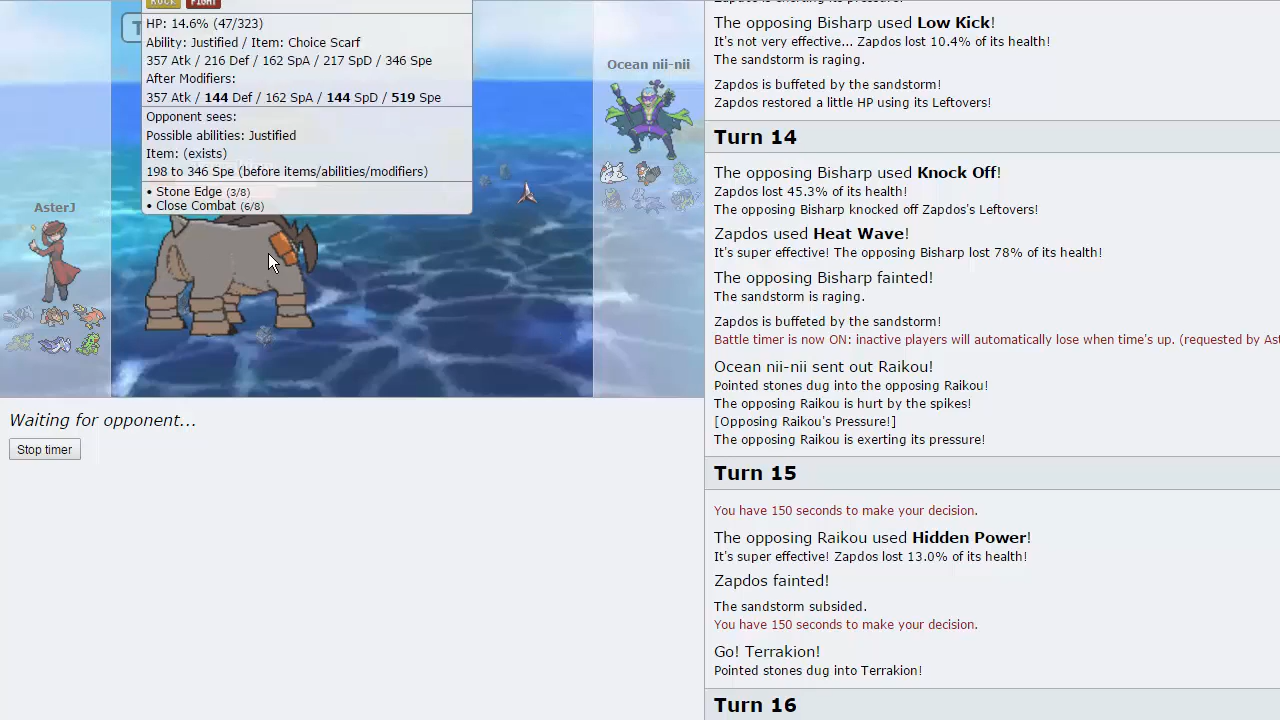 ROCK FIGHT
HP: 14.6% (47/323)
Ability: Justified / Item: Choice Scarf
357 Atk / 216 Def / 162 SpA / 217 SpD / 346 Spe
After Modifiers:
357 Atk / 144 Def / 162 SpA / 144 SpD / 519 Spe
Opponent sees:
Possible abilities: Justified
Item: (exists)
198 to 346 Spe (before items/abilities/modifiers)
• Stone Edge (3/8)
• Close Combat (6/8)
T
AsterJ
Ocean nii-nii
Waiting for opponent...
Stop timer
The opposing Bisharp used Low Kick!
It's not very effective... Zapdos lost 10.4% of its health!
The sandstorm is raging.
Zapdos is buffeted by the sandstorm!
Zapdos restored a little HP using its Leftovers!
Turn 14
The opposing Bisharp used Knock Off!
Zapdos lost 45.3% of its health!
The opposing Bisharp knocked off Zapdos's Leftovers!
Zapdos used Heat Wave!
It's super effective! The opposing Bisharp lost 78% of its health!
The opposing Bisharp fainted!
The sandstorm is raging.
Zapdos is buffeted by the sandstorm!
Battle timer is now ON: inactive players will automatically lose when time's up. (requested by Ast
Ocean nii-nii sent out Raikou!
Pointed stones dug into the opposing Raikou!
The opposing Raikou is hurt by the spikes!
[Opposing Raikou's Pressure!]
The opposing Raikou is exerting its pressure!
Turn 15
You have 150 seconds to make your decision.
The opposing Raikou used Hidden Power!
It's super effective! Zapdos lost 13.0% of its health!
Zapdos fainted!
The sandstorm subsided.
You have 150 seconds to make your decision.
Go! Terrakion!
Pointed stones dug into Terrakion!
Turn 16